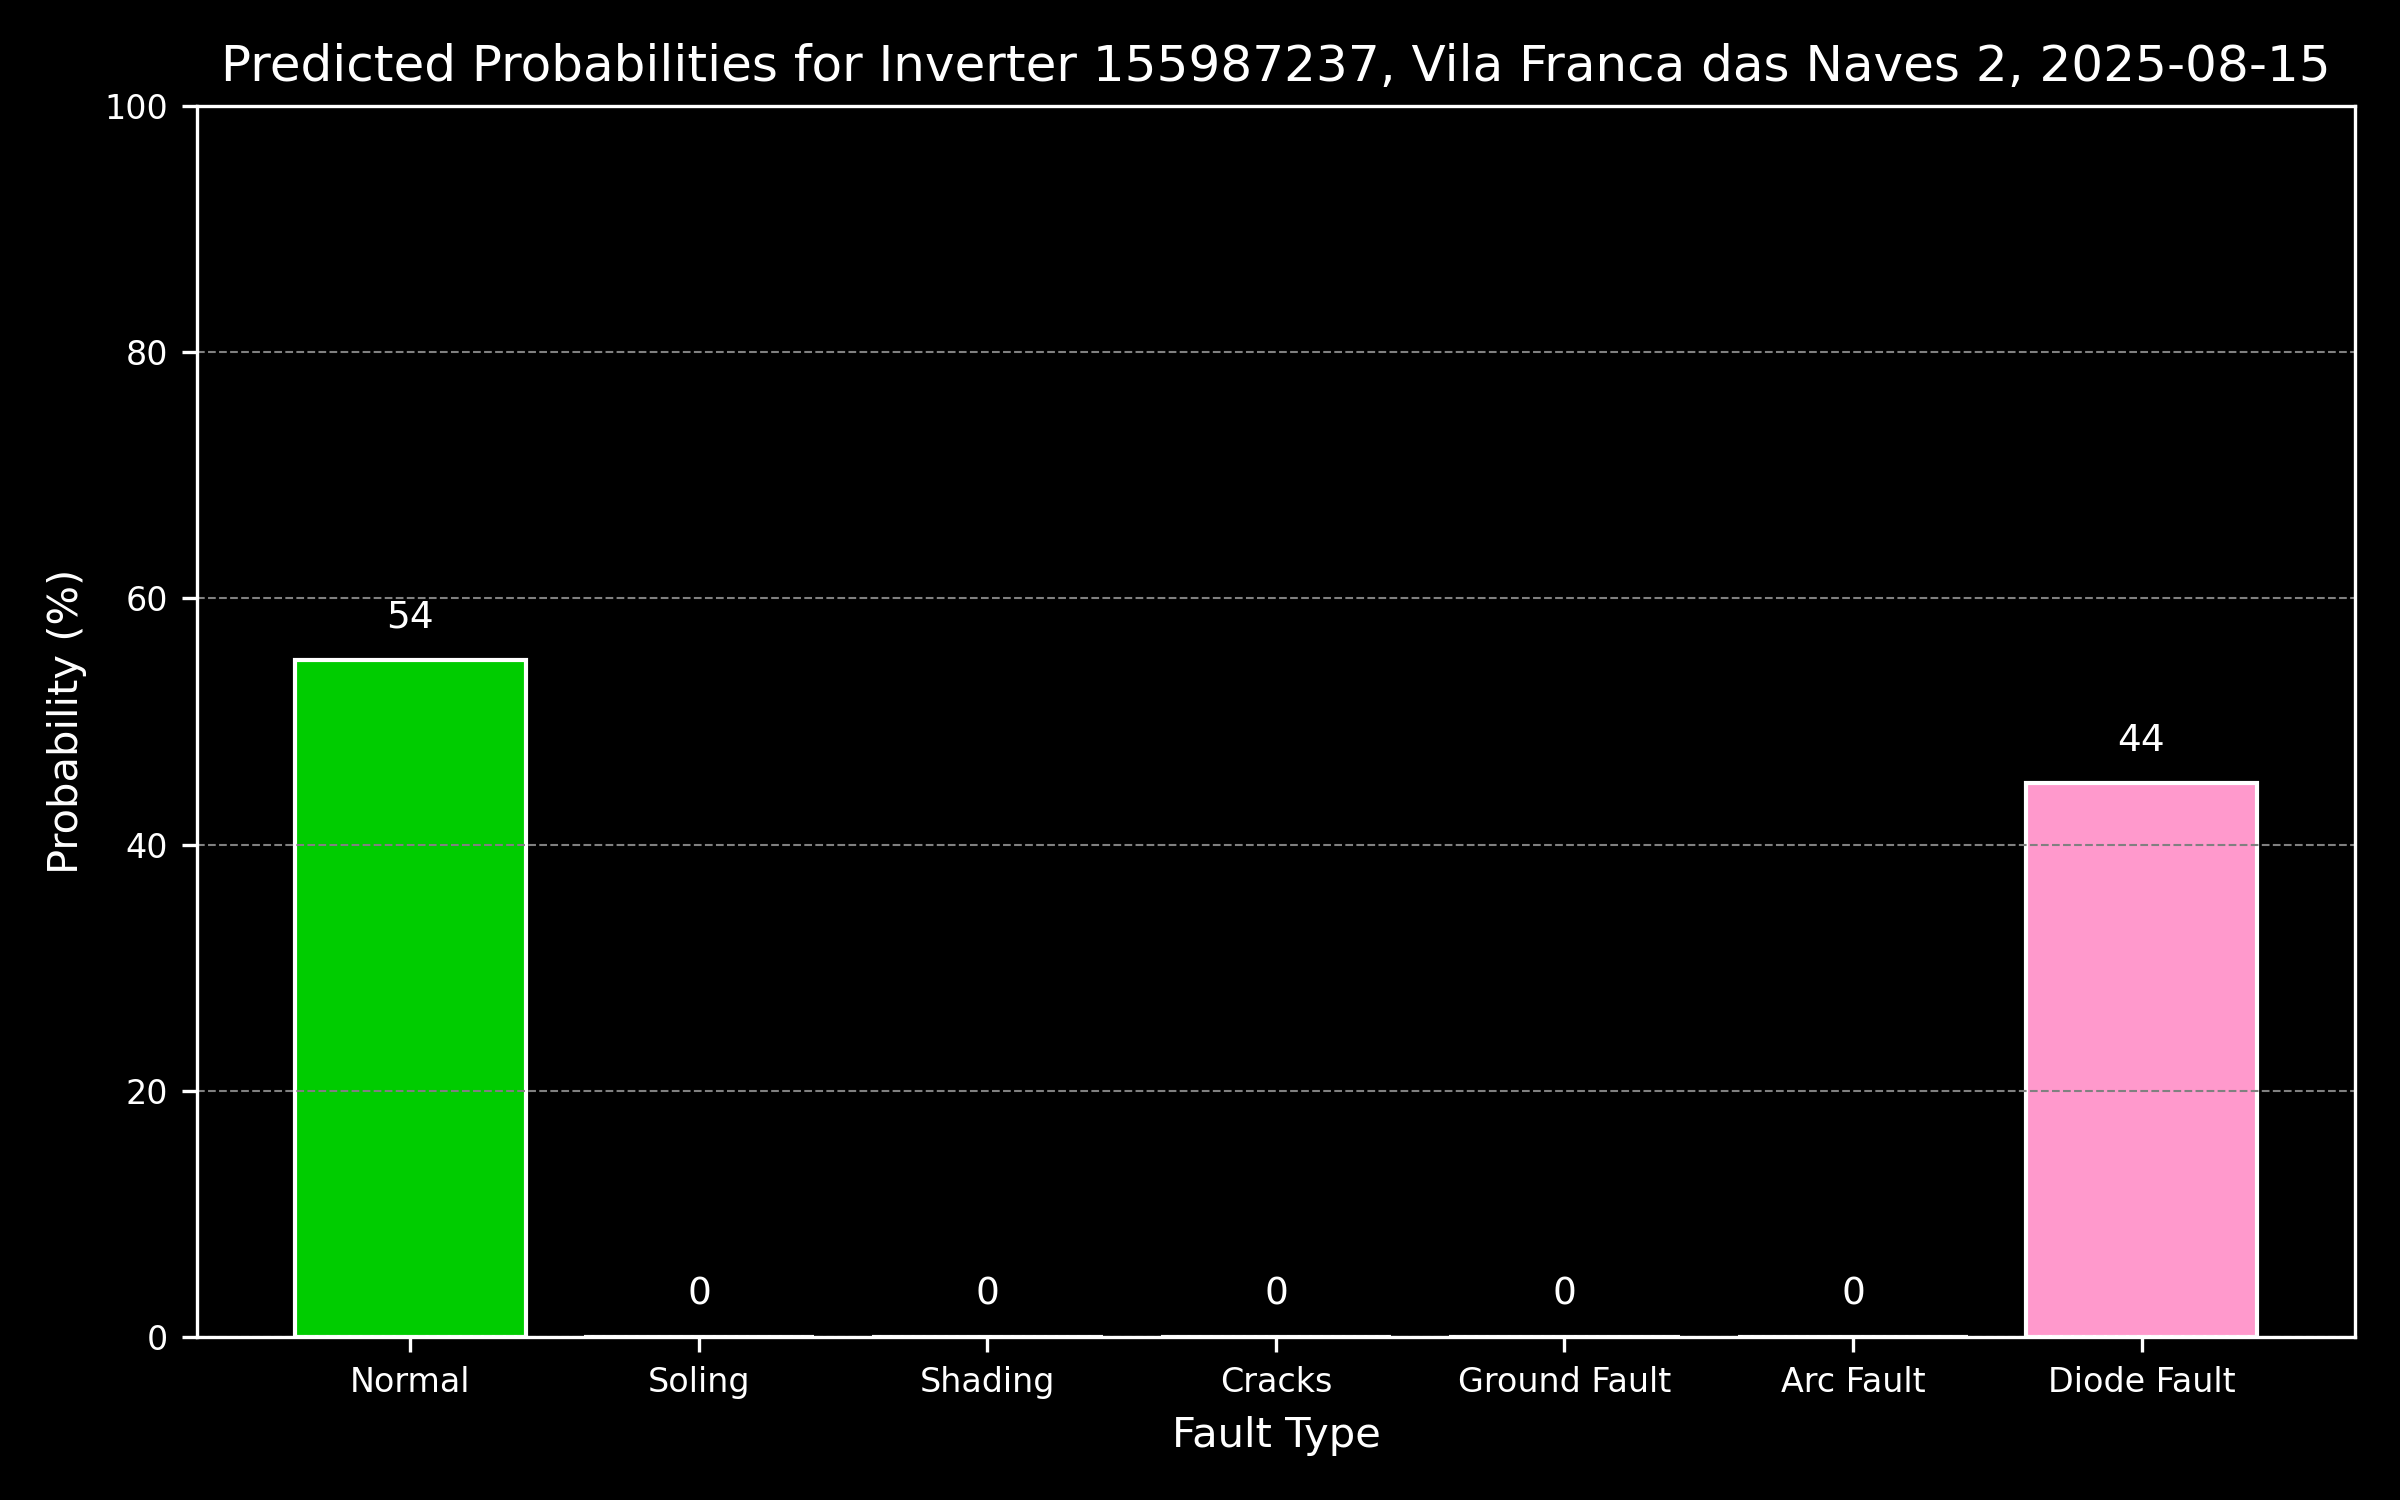 Predicted Probabilities for Inverter 155987237, Vila Franca das Naves 2, 2025-08-15
100
80
60
40
20
0
Probability (%)
54
0
0
0
0
0
44
Normal
Soling
Shading
Cracks
Ground Fault
Arc Fault
Diode Fault
Fault Type